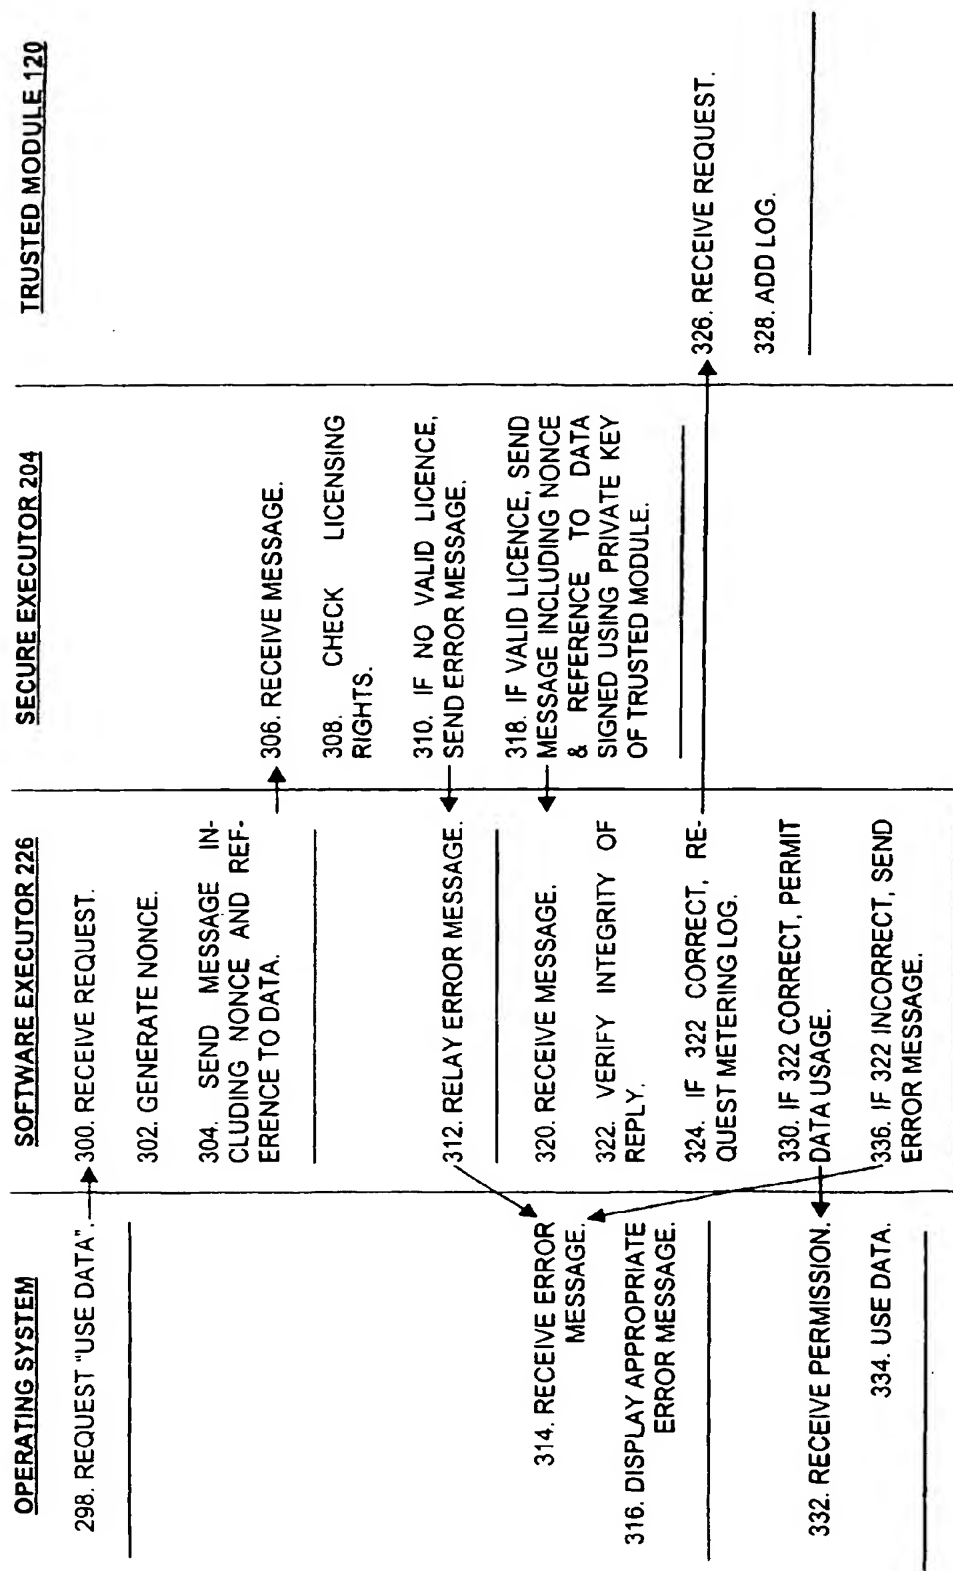 OPERATING SYSTEM
298. REQUEST "USE DATA".
314. RECEIVE ERROR
MESSAGE.
316. DISPLAY APPROPRIATE
ERROR MESSAGE.
332. RECEIVE PERMISSION.
334. USE DATA.
SOFTWARE EXECUTOR 226
300. RECEIVE REQUEST.
302. GENERATE NONCE.
304. SEND MESSAGE IN-
CLUDING NONCE AND REF-
ERENCE TO DATA.
312. RELAY ERROR MESSAGE.
320. RECEIVE MESSAGE.
322. VERIFY INTEGRITY OF
REPLY.
324. IF 322 CORRECT, RE-
QUEST METERING LOG.
330. IF 322 CORRECT, PERMIT
DATA USAGE.
336. IF 322 INCORRECT, SEND
ERROR MESSAGE.
SECURE EXECUTOR 204
306. RECEIVE MESSAGE.
308. CHECK LICENSING
RIGHTS.
310. IF NO VALID LICENCE,
SEND ERROR MESSAGE.
318. IF VALID LICENCE, SEND
MESSAGE INCLUDING NONCE
& REFERENCE TO DATA
SIGNED USING PRIVATE KEY
OF TRUSTED MODULE.
TRUSTED MODULE 120
326. RECEIVE REQUEST.
328. ADD LOG.